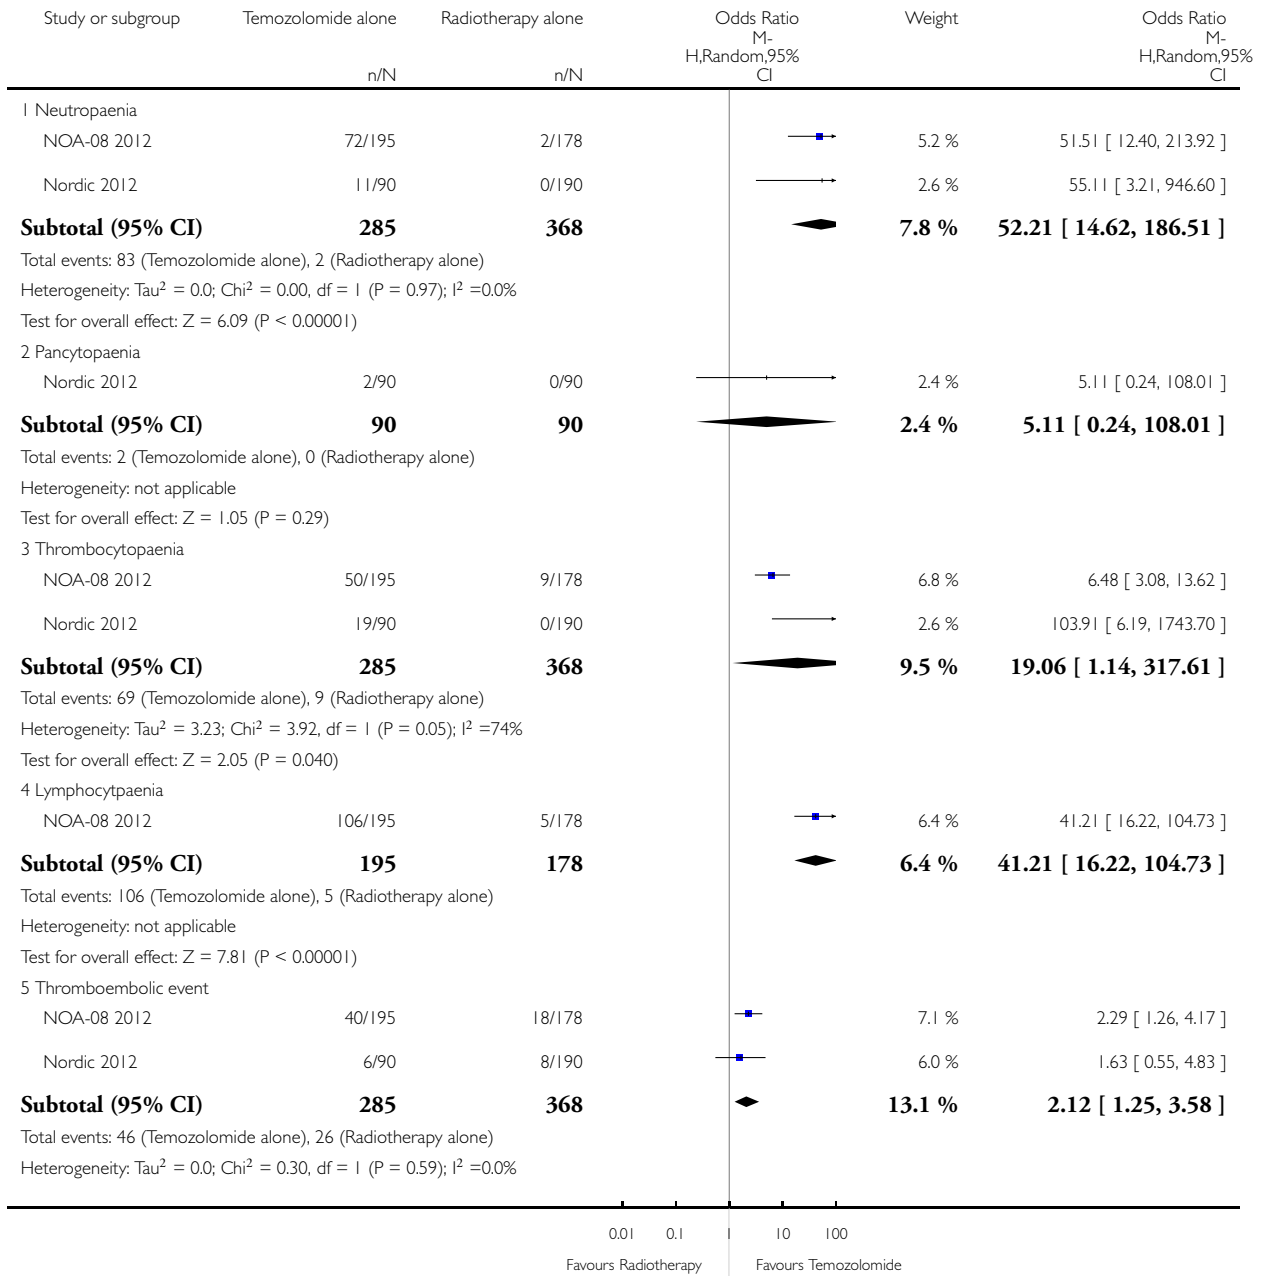 Study or subgroup Temozolomide alone Radiotherapy alone Odds Ratio Weight Odds Ratio
M- M-
H,Random,95% H,Random,95%
n/N n/N CI CI
1 Neutropaenia
NOA-08 2012 72/195 2/178 5.2 % 51.51 [ 12.40, 213.92 ]
Nordic 2012 11/90 0/190 2.6 % 55.11 [ 3.21, 946.60 ]
Subtotal (95% CI) 285 368 7.8 % 52.21 [ 14.62, 186.51 ]
Total events: 83 (Temozolomide alone), 2 (Radiotherapy alone)
Heterogeneity: Tau² = 0.0; Chi² = 0.00, df = 1 (P = 0.97); I² =0.0%
Test for overall effect: Z = 6.09 (P < 0.00001)
2 Pancytopaenia
Nordic 2012 2/90 0/90 2.4 % 5.11 [ 0.24, 108.01 ]
Subtotal (95% CI) 90 90 2.4 % 5.11 [ 0.24, 108.01 ]
Total events: 2 (Temozolomide alone), 0 (Radiotherapy alone)
Heterogeneity: not applicable
Test for overall effect: Z = 1.05 (P = 0.29)
3 Thrombocytopaenia
NOA-08 2012 50/195 9/178 6.8 % 6.48 [ 3.08, 13.62 ]
Nordic 2012 19/90 0/190 2.6 % 103.91 [ 6.19, 1743.70 ]
Subtotal (95% CI) 285 368 9.5 % 19.06 [ 1.14, 317.61 ]
Total events: 69 (Temozolomide alone), 9 (Radiotherapy alone)
Heterogeneity: Tau² = 3.23; Chi² = 3.92, df = 1 (P = 0.05); I² =74%
Test for overall effect: Z = 2.05 (P = 0.040)
4 Lymphocytpaenia
NOA-08 2012 106/195 5/178 6.4 % 41.21 [ 16.22, 104.73 ]
Subtotal (95% CI) 195 178 6.4 % 41.21 [ 16.22, 104.73 ]
Total events: 106 (Temozolomide alone), 5 (Radiotherapy alone)
Heterogeneity: not applicable
Test for overall effect: Z = 7.81 (P < 0.00001)
5 Thromboembolic event
NOA-08 2012 40/195 18/178 7.1 % 2.29 [ 1.26, 4.17 ]
Nordic 2012 6/90 8/190 6.0 % 1.63 [ 0.55, 4.83 ]
Subtotal (95% CI) 285 368 13.1 % 2.12 [ 1.25, 3.58 ]
Total events: 46 (Temozolomide alone), 26 (Radiotherapy alone)
Heterogeneity: Tau² = 0.0; Chi² = 0.30, df = 1 (P = 0.59); I² =0.0%
0.01 0.1 1 10 100
Favours Radiotherapy Favours Temozolomide